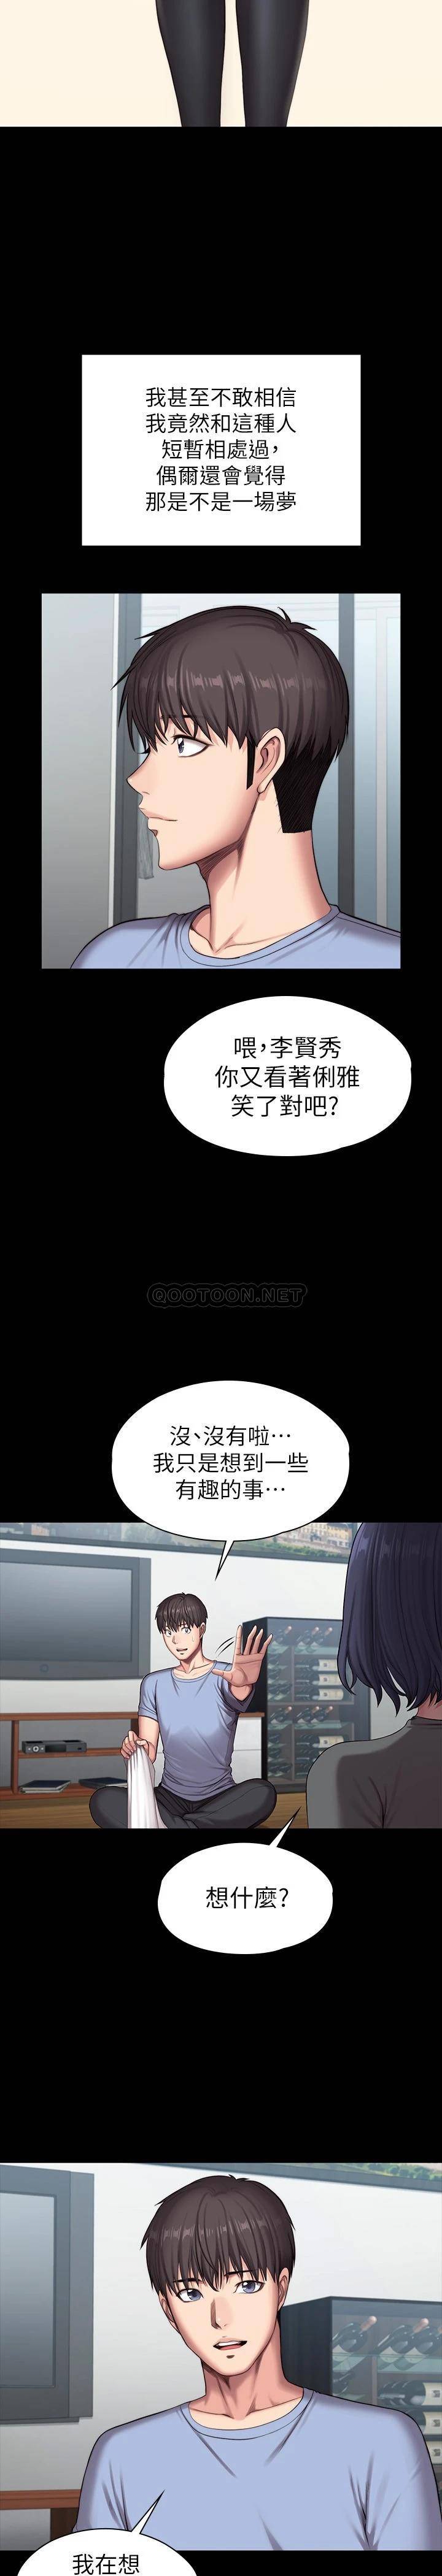 我甚至不敢相信
我竟然和這種人
短暫相處過，
偶爾還會覺得
那是不是一場夢
喂，李賢秀
你又看著俐雅
笑了對吧?
QOOTOON.NET
沒、沒有啦…
我只是想到一些
有趣的事…
想什麼?
我在想